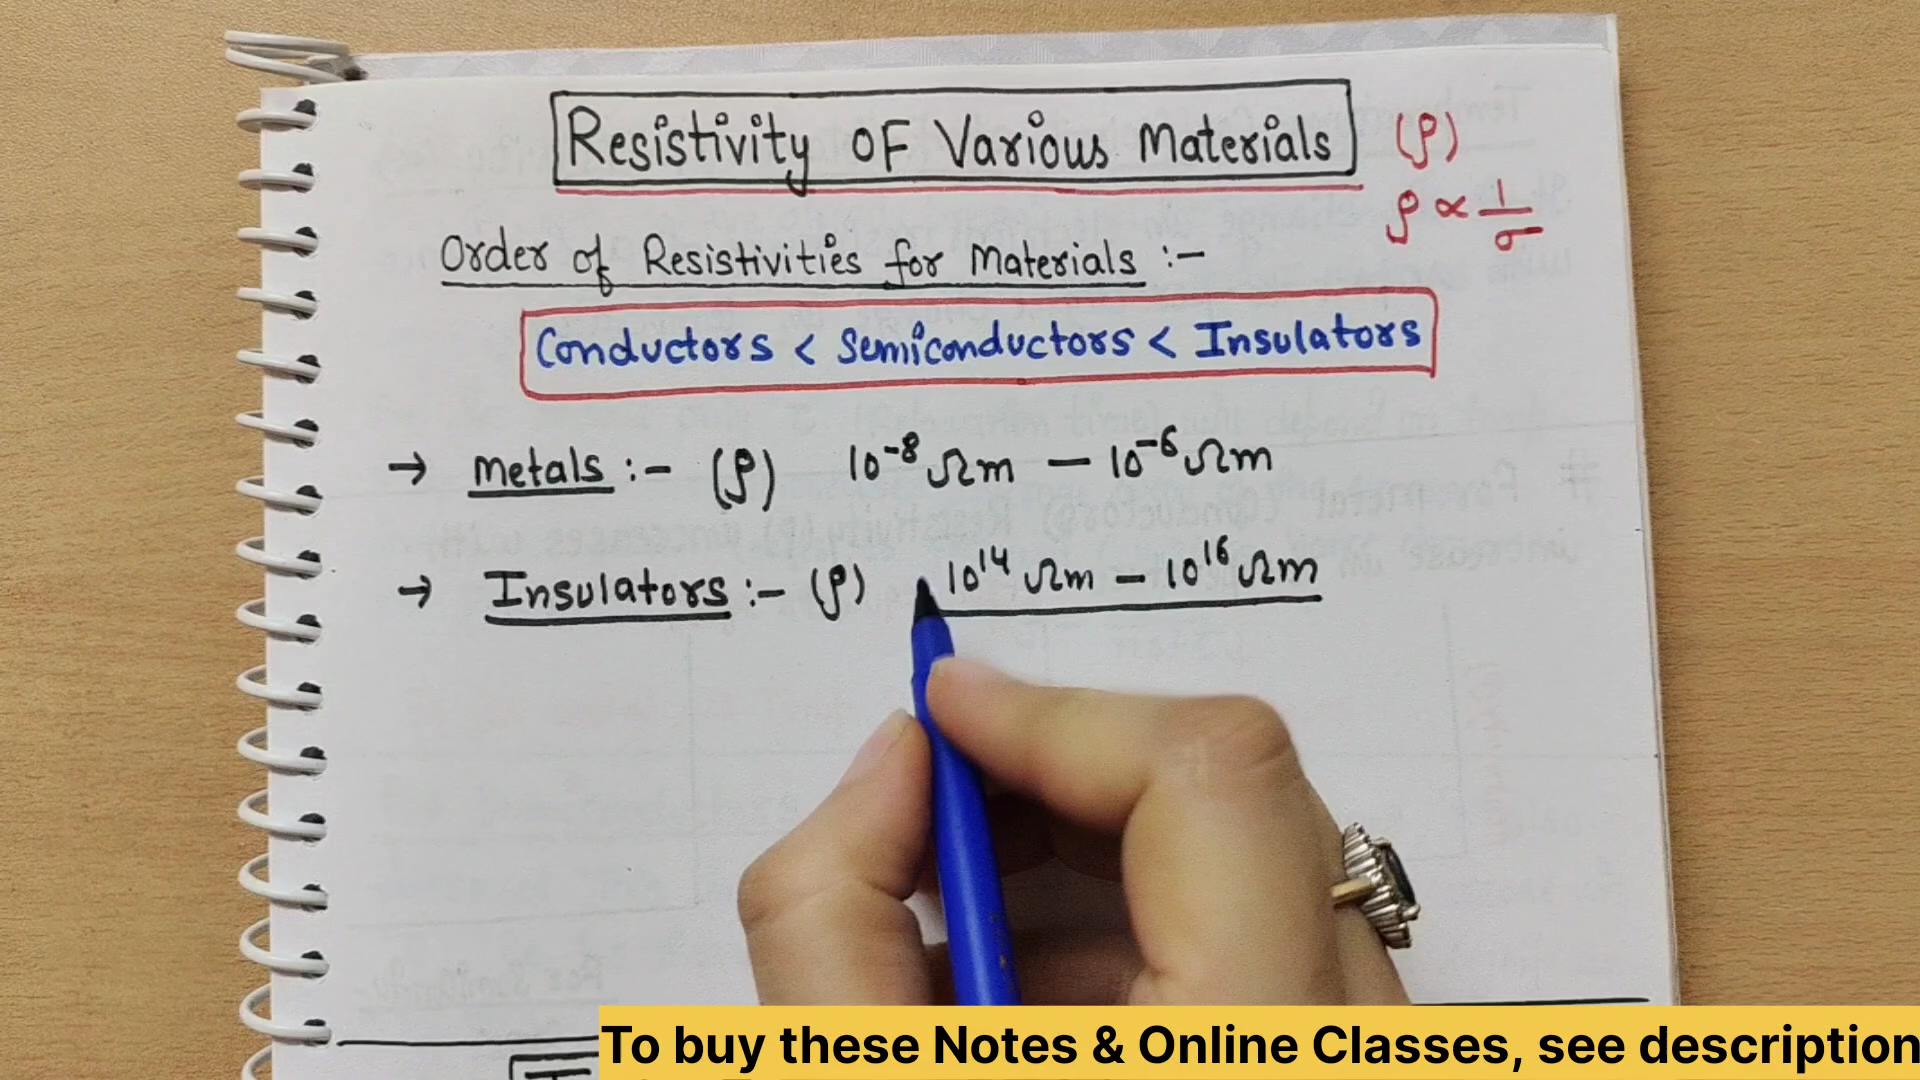 Resistivity OF Various Materials (ρ)
ρ ∝ 1/σ
Order of Resistivities for Materials :-
Conductors < Semiconductors < Insulators
→ Metals :- (ρ) 10⁻⁸ Ωm – 10⁻⁶ Ωm
→ Insulators :- (ρ) 10¹⁴ Ωm – 10¹⁶ Ωm
To buy these Notes & Online Classes, see description